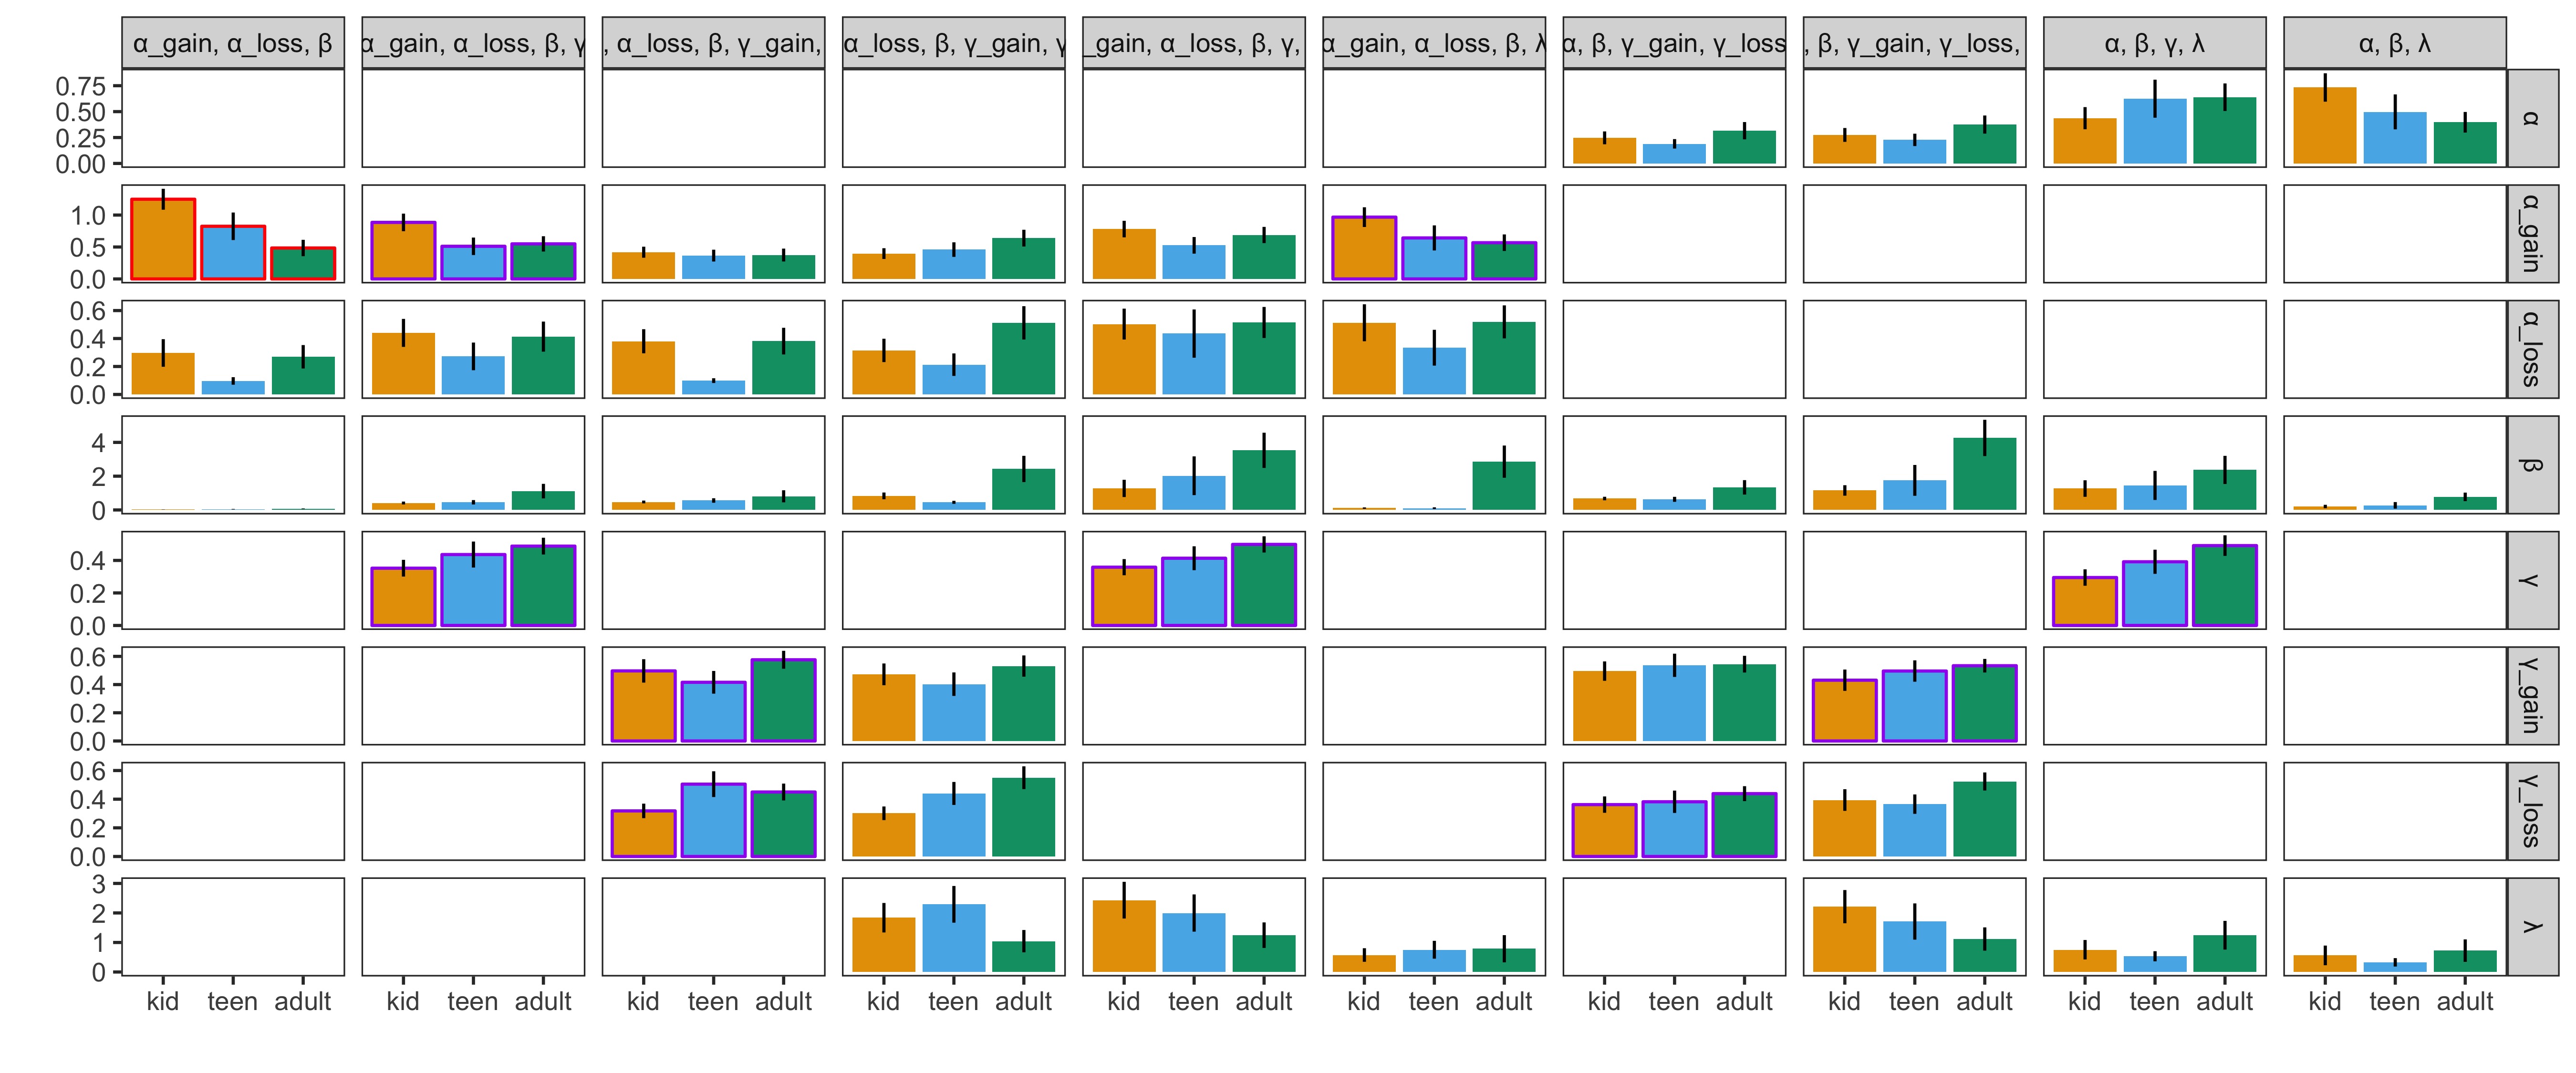 α_gain, α_loss, β
α_gain, α_loss, β, γ
, α_loss, β, γ_gain,
α_loss, β, γ_gain, γ
_gain, α_loss, β, γ,
α_gain, α_loss, β, λ
α, β, γ_gain, γ_loss
, β, γ_gain, γ_loss,
α, β, γ, λ
α, β, λ
0.75
0.50
0.25
0.00
α
1.0
0.5
0.0
α_gain
0.6
0.4
0.2
0.0
α_loss
4
2
0
β
0.4
0.2
0.0
γ
0.6
0.4
0.2
0.0
γ_gain
0.6
0.4
0.2
0.0
γ_loss
3
2
1
0
λ
kid teen adult
kid teen adult
kid teen adult
kid teen adult
kid teen adult
kid teen adult
kid teen adult
kid teen adult
kid teen adult
kid teen adult